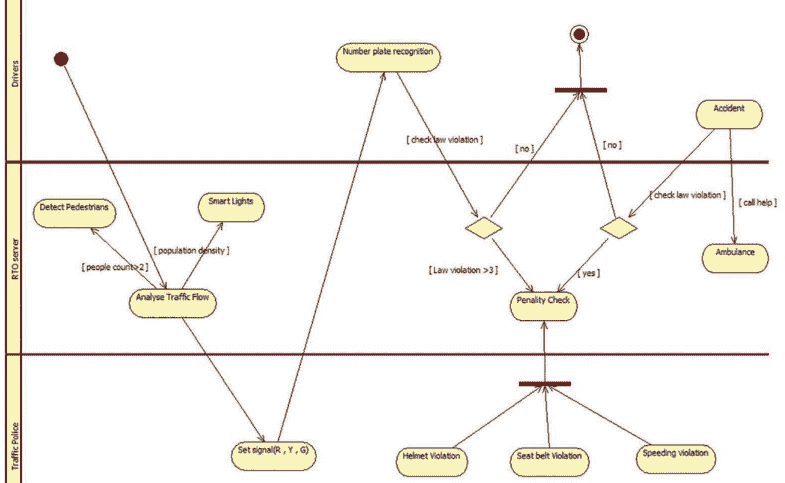 Drivers
Number plate recognition
Accident
[ check law violation ]
[ no ]
[ no ]
RTO server
Detect Pedestrians
Smart Lights
[ check law violation ]
[ call help ]
[ population density ]
[ people count>2 ]
Ambulance
[ Law violation >3 ]
[ yes ]
Analyse Traffic Flow
Penality Check
Traffic Police
Set signal(R , Y , G)
Helmet Violation
Seat belt Violation
Speeding violation